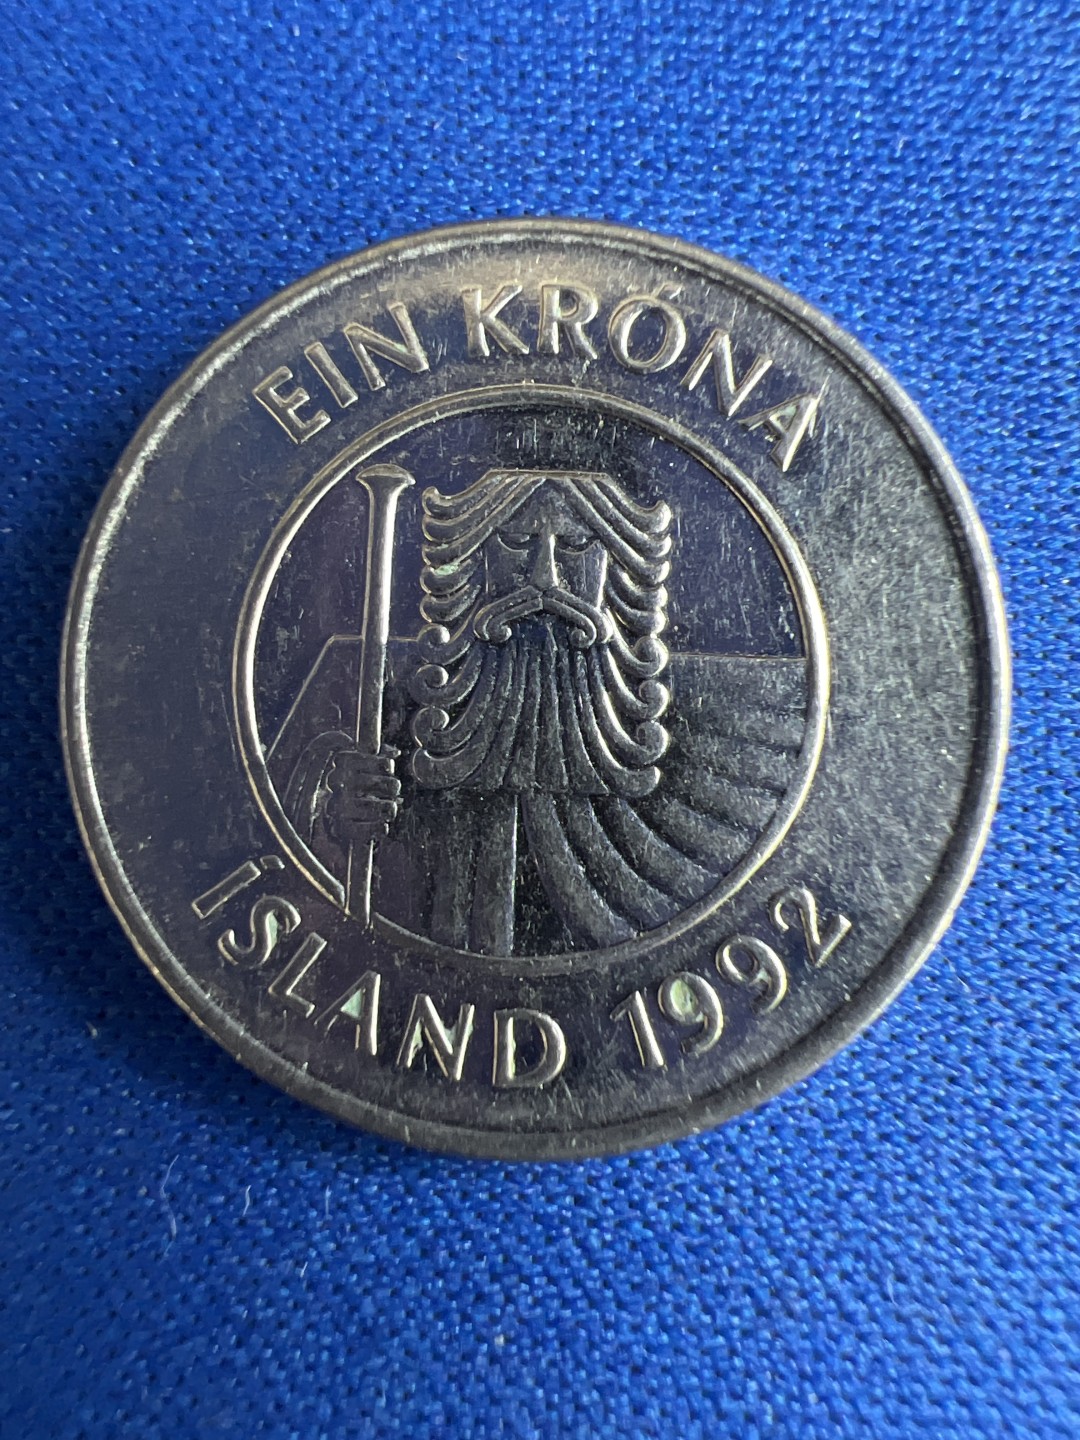 EIN KRÓNA
ÍSLAND 1992